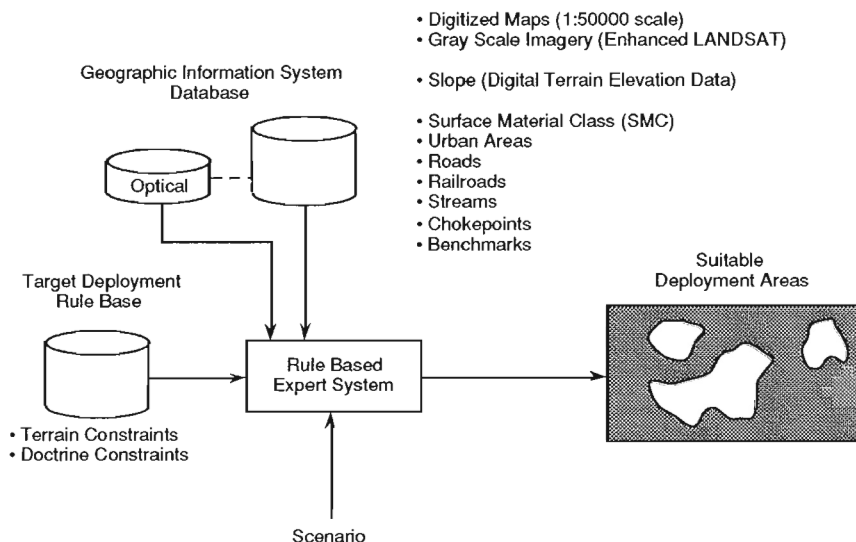 • Digitized Maps (1:50000 scale)
• Gray Scale Imagery (Enhanced LANDSAT)
Geographic Information System
Database
• Slope (Digital Terrain Elevation Data)
• Surface Material Class (SMC)
• Urban Areas
• Roads
• Railroads
• Streams
• Chokepoints
• Benchmarks
Optical
Target Deployment
Rule Base
Suitable
Deployment Areas
Rule Based
Expert System
• Terrain Constraints
• Doctrine Constraints
Scenario